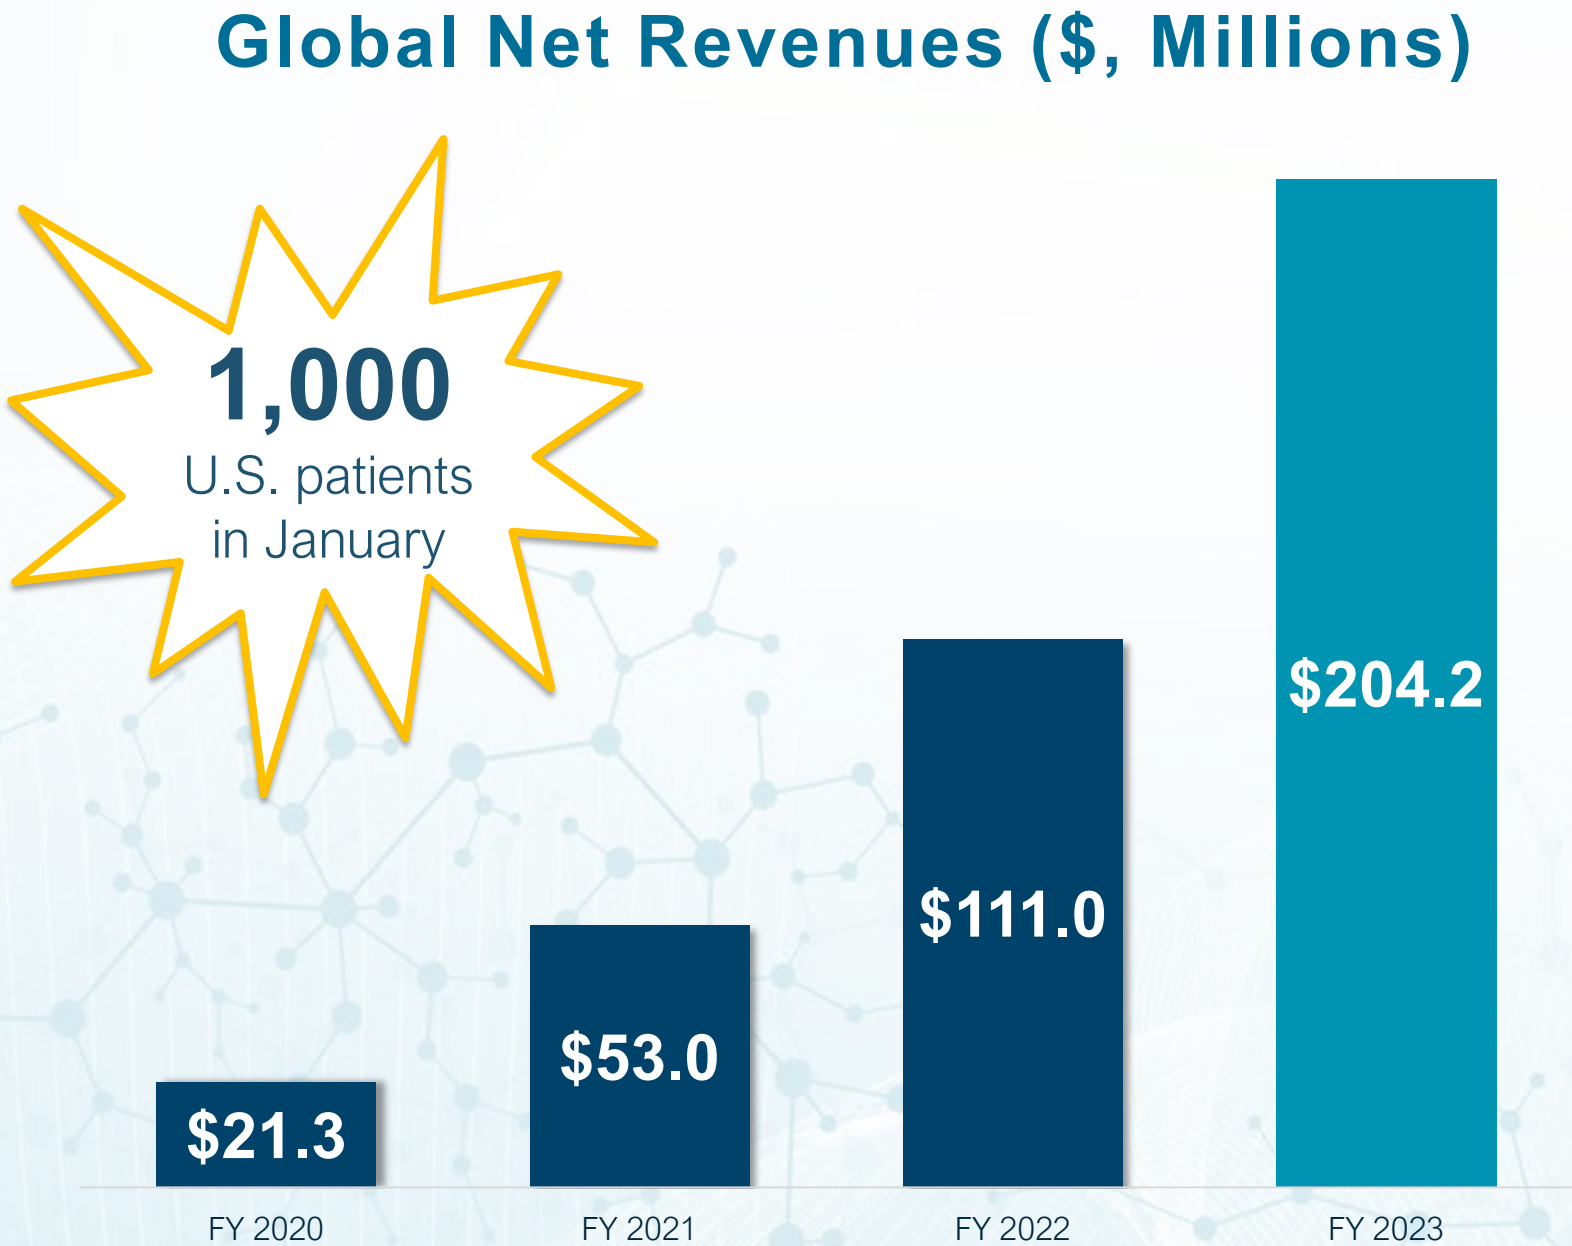 Global Net Revenues ($, Millions)
1,000
U.S. patients
in January
$21.3
$53.0
$111.0
$204.2
FY 2020
FY 2021
FY 2022
FY 2023